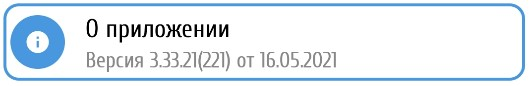 О приложении
Версия 3.33.21(221) от 16.05.2021